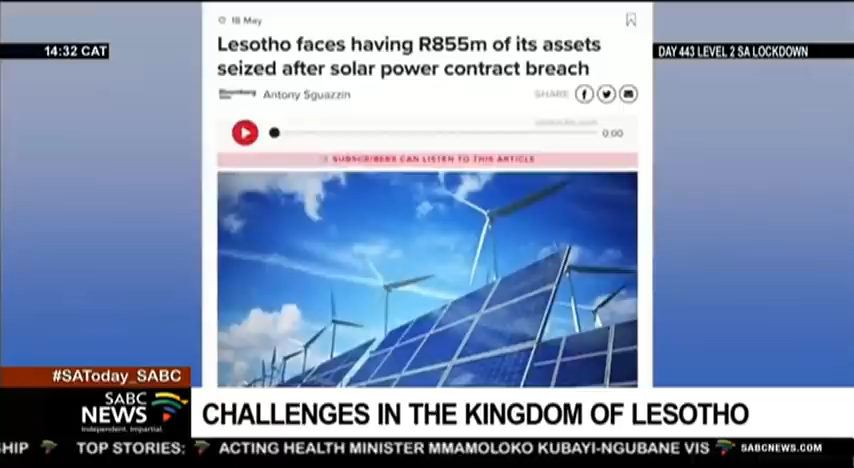 18 May
14:32 CAT
Lesotho faces having R855m of its assets
seized after solar power contract breach
DAY 443 LEVEL 2 SA LOCKDOWN
Antony Sguazzin
SHARE
0:00
SUBSCRIBERS CAN LISTEN TO THIS ARTICLE
#SAToday_SABC
SABC
NEWS
Independent. Impartial.
CHALLENGES IN THE KINGDOM OF LESOTHO
HIP TOP STORIES: ACTING HEALTH MINISTER MMAMOLOKO KUBAYI-NGUBANE VIS SABCNEWS.COM